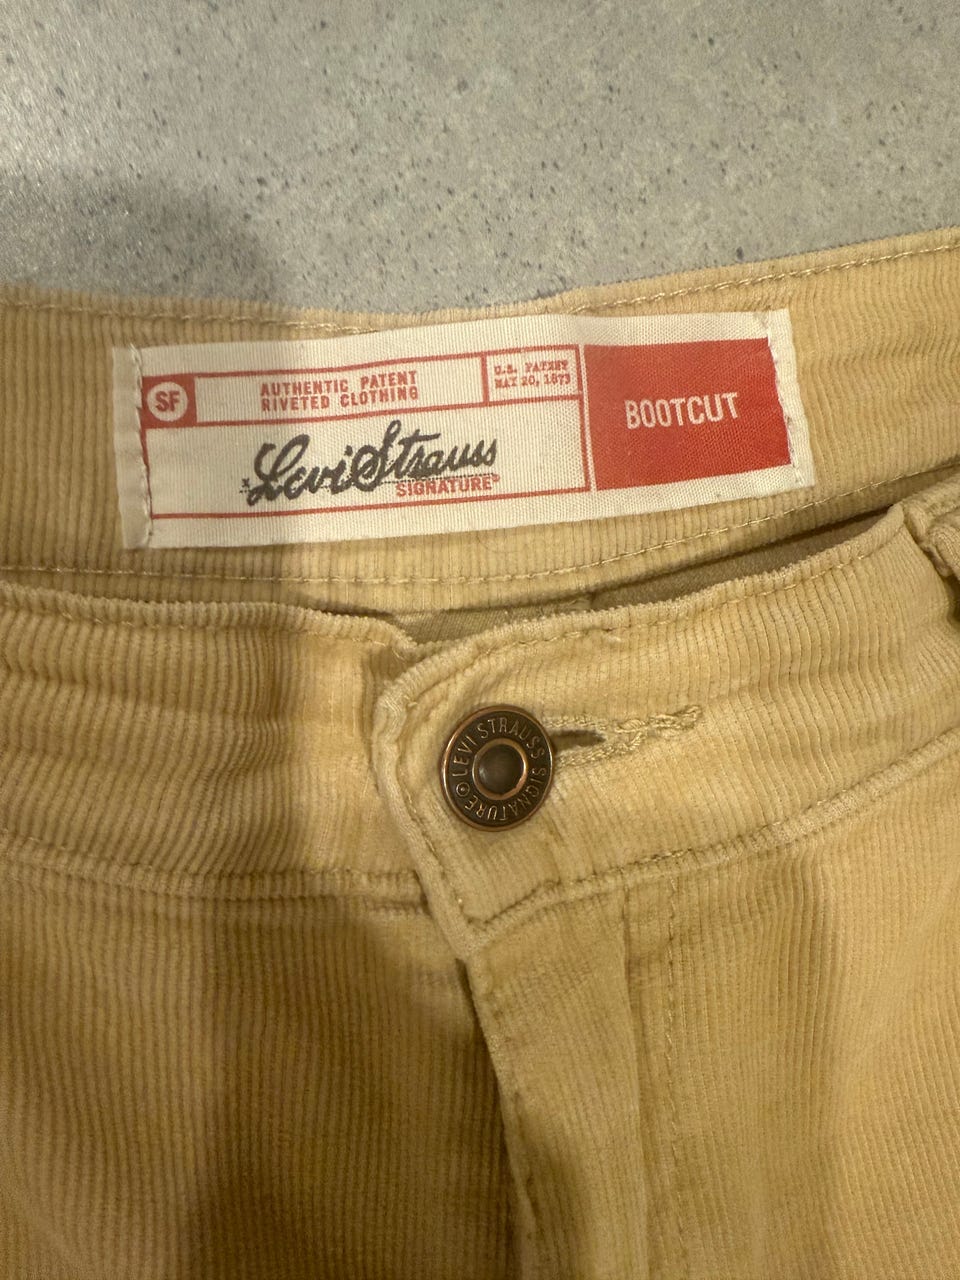 SF
AUTHENTIC PATENT
RIVETED CLOTHING
U.S. PATENT
MAY 20, 1873
Levi Strauss
SIGNATURE®
BOOTCUT
LEVI STRAUSS SIGNATURE